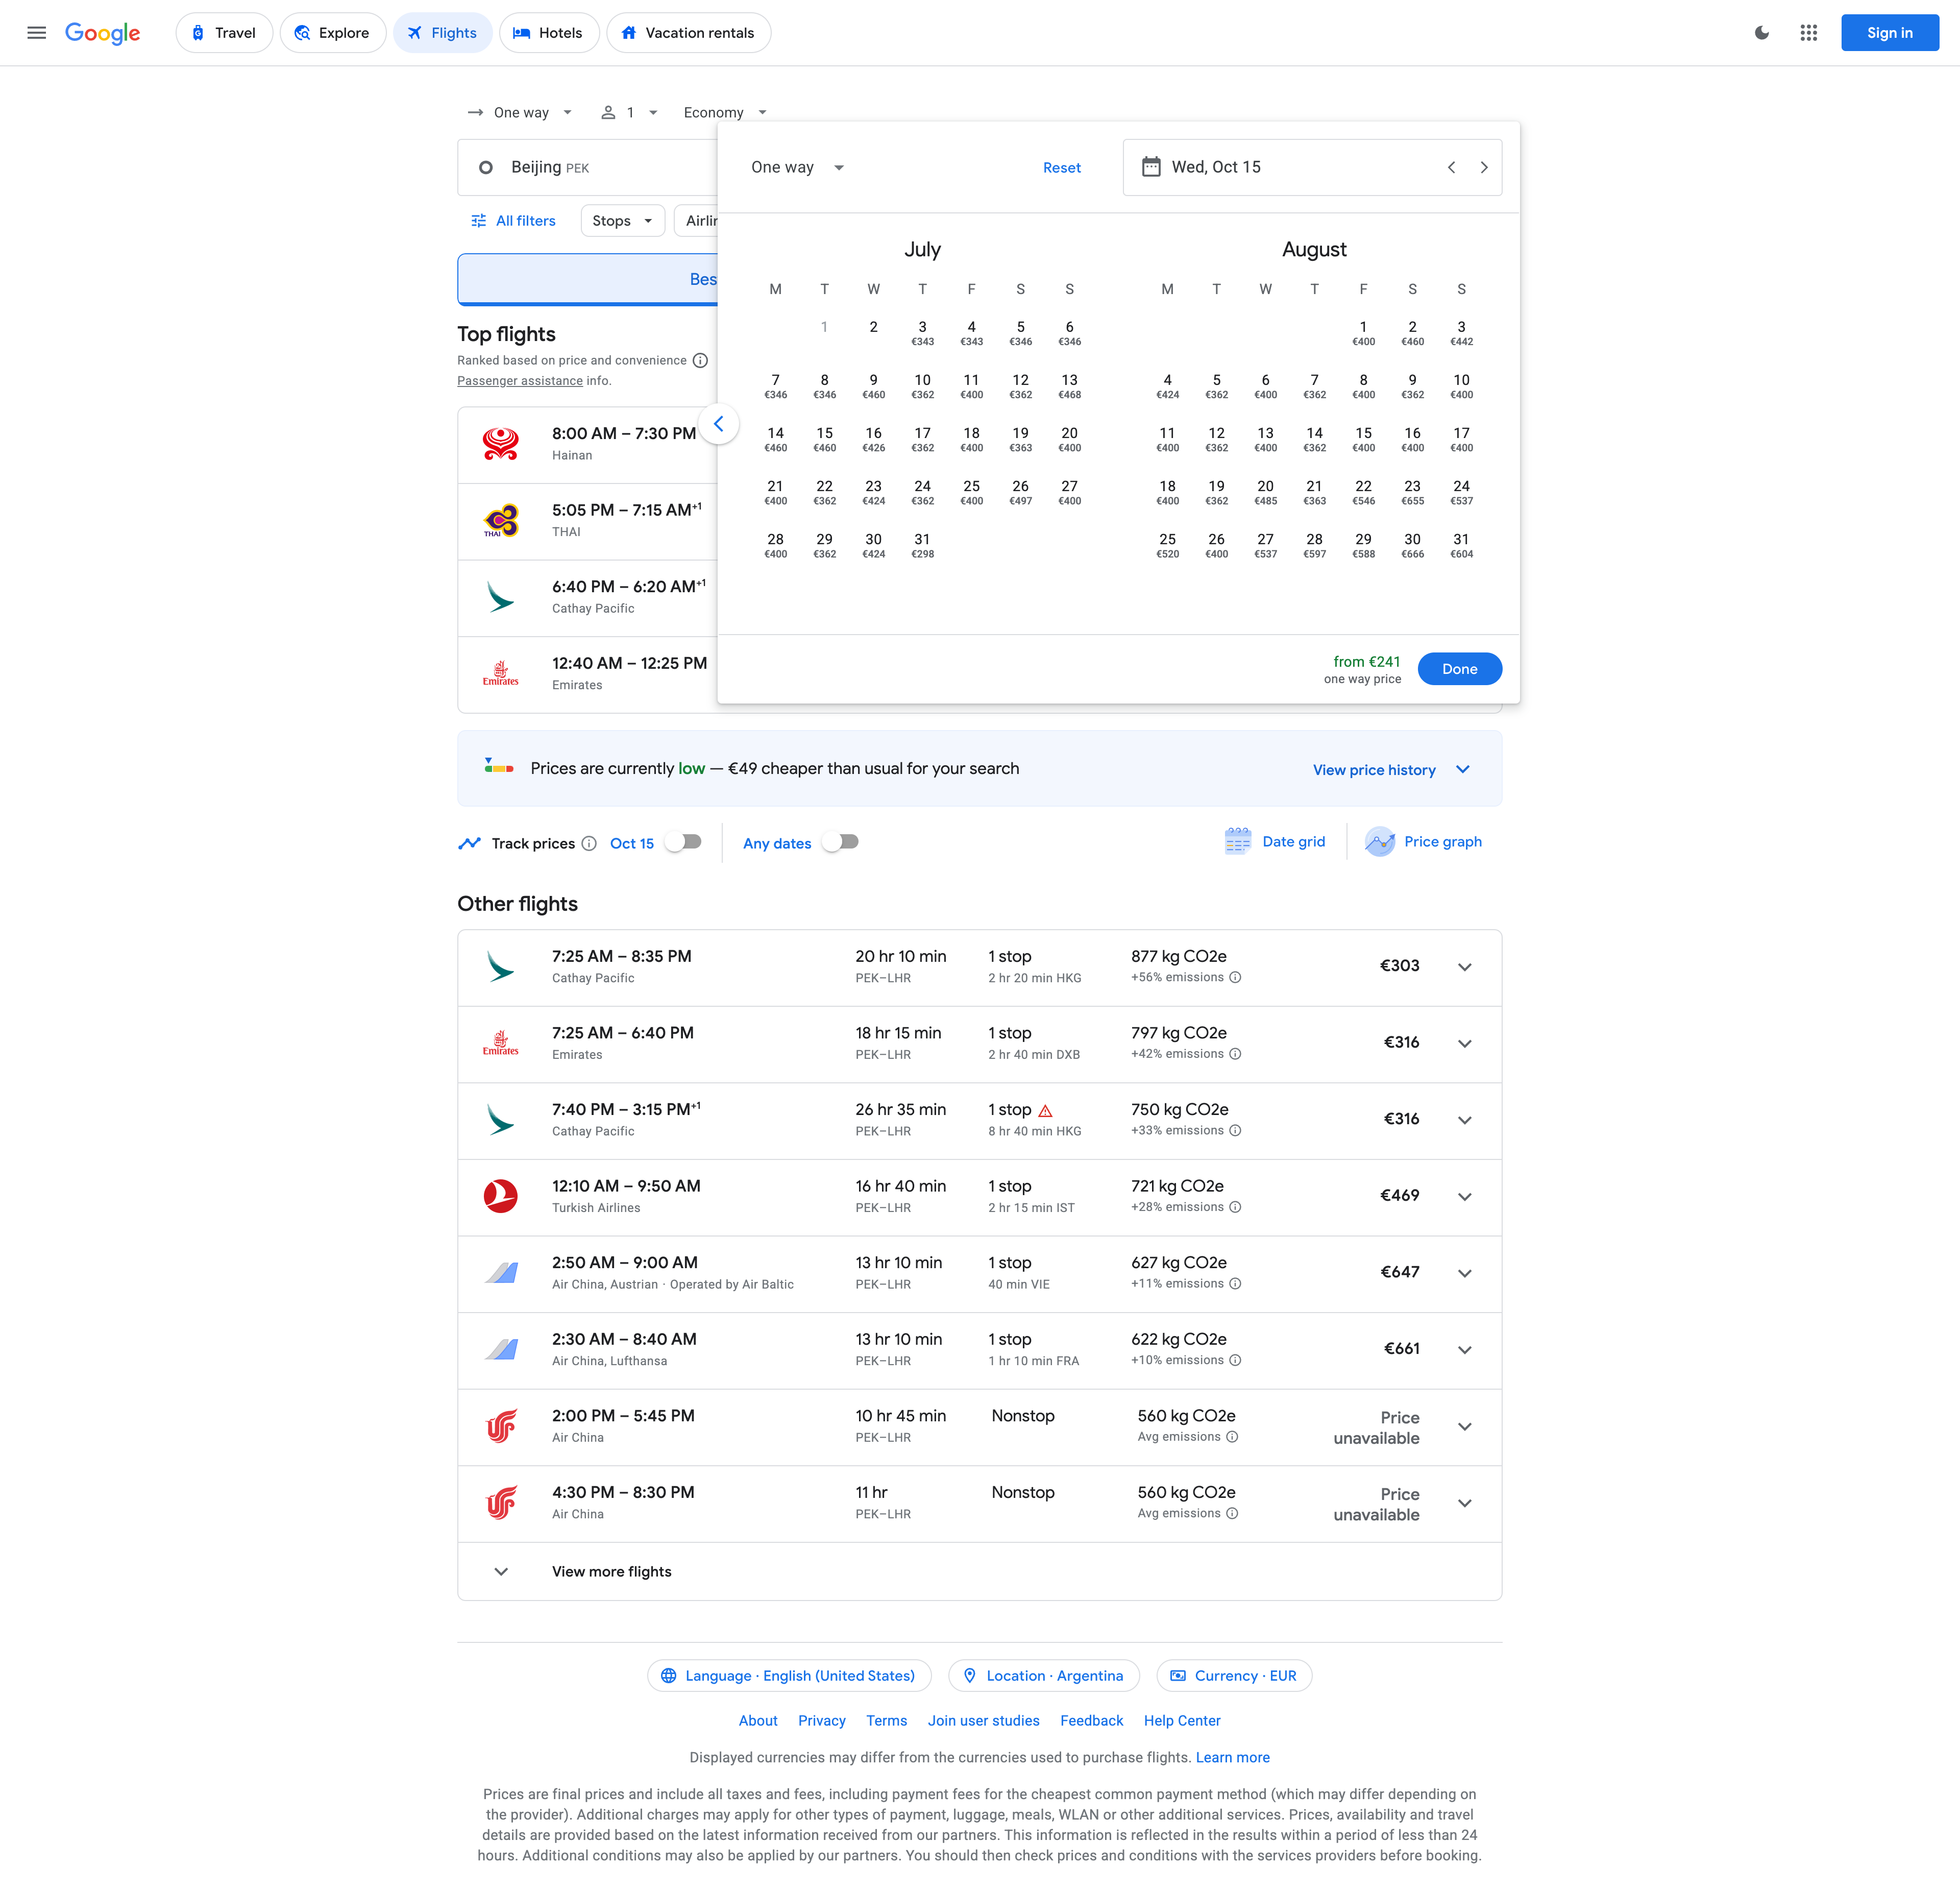 Google
Travel
Explore
Flights
Hotels
Vacation rentals
Sign in
One way
1
Economy
Beijing PEK
One way
Reset
Wed, Oct 15
All filters
Stops
Airlin
Bes
July
M T W T F S S
1 2 3 4 5 6
€343 €343 €346 €346
7 8 9 10 11 12 13
€346 €346 €460 €362 €400 €362 €468
14 15 16 17 18 19 20
€460 €460 €426 €362 €400 €363 €400
21 22 23 24 25 26 27
€400 €362 €424 €362 €400 €497 €400
28 29 30 31
€400 €362 €424 €298
August
M T W T F S S
1 2 3
€400 €460 €442
4 5 6 7 8 9 10
€424 €362 €400 €362 €400 €362 €400
11 12 13 14 15 16 17
€400 €362 €400 €362 €400 €400 €400
18 19 20 21 22 23 24
€400 €362 €485 €363 €546 €655 €537
25 26 27 28 29 30 31
€520 €400 €537 €597 €588 €666 €604
from €241
one way price
Done
Top flights
Ranked based on price and convenience
Passenger assistance info.
8:00 AM – 7:30 PM
Hainan
THAI
5:05 PM – 7:15 AM+1
THAI
6:40 PM – 6:20 AM+1
Cathay Pacific
Emirates
12:40 AM – 12:25 PM
Emirates
Prices are currently low — €49 cheaper than usual for your search
View price history
Track prices
Oct 15
Any dates
Date grid
Price graph
Other flights
7:25 AM – 8:35 PM
Cathay Pacific
20 hr 10 min
PEK–LHR
1 stop
2 hr 20 min HKG
877 kg CO2e
+56% emissions
€303
Emirates
7:25 AM – 6:40 PM
Emirates
18 hr 15 min
PEK–LHR
1 stop
2 hr 40 min DXB
797 kg CO2e
+42% emissions
€316
7:40 PM – 3:15 PM+1
Cathay Pacific
26 hr 35 min
PEK–LHR
1 stop
8 hr 40 min HKG
750 kg CO2e
+33% emissions
€316
12:10 AM – 9:50 AM
Turkish Airlines
16 hr 40 min
PEK–LHR
1 stop
2 hr 15 min IST
721 kg CO2e
+28% emissions
€469
2:50 AM – 9:00 AM
Air China, Austrian · Operated by Air Baltic
13 hr 10 min
PEK–LHR
1 stop
40 min VIE
627 kg CO2e
+11% emissions
€647
2:30 AM – 8:40 AM
Air China, Lufthansa
13 hr 10 min
PEK–LHR
1 stop
1 hr 10 min FRA
622 kg CO2e
+10% emissions
€661
2:00 PM – 5:45 PM
Air China
10 hr 45 min
PEK–LHR
Nonstop
560 kg CO2e
Avg emissions
Price
unavailable
4:30 PM – 8:30 PM
Air China
11 hr
PEK–LHR
Nonstop
560 kg CO2e
Avg emissions
Price
unavailable
View more flights
Language · English (United States)
Location · Argentina
Currency · EUR
About
Privacy
Terms
Join user studies
Feedback
Help Center
Displayed currencies may differ from the currencies used to purchase flights. Learn more
Prices are final prices and include all taxes and fees, including payment fees for the cheapest common payment method (which may differ depending on
the provider). Additional charges may apply for other types of payment, luggage, meals, WLAN or other additional services. Prices, availability and travel
details are provided based on the latest information received from our partners. This information is reflected in the results within a period of less than 24
hours. Additional conditions may also be applied by our partners. You should then check prices and conditions with the services providers before booking.